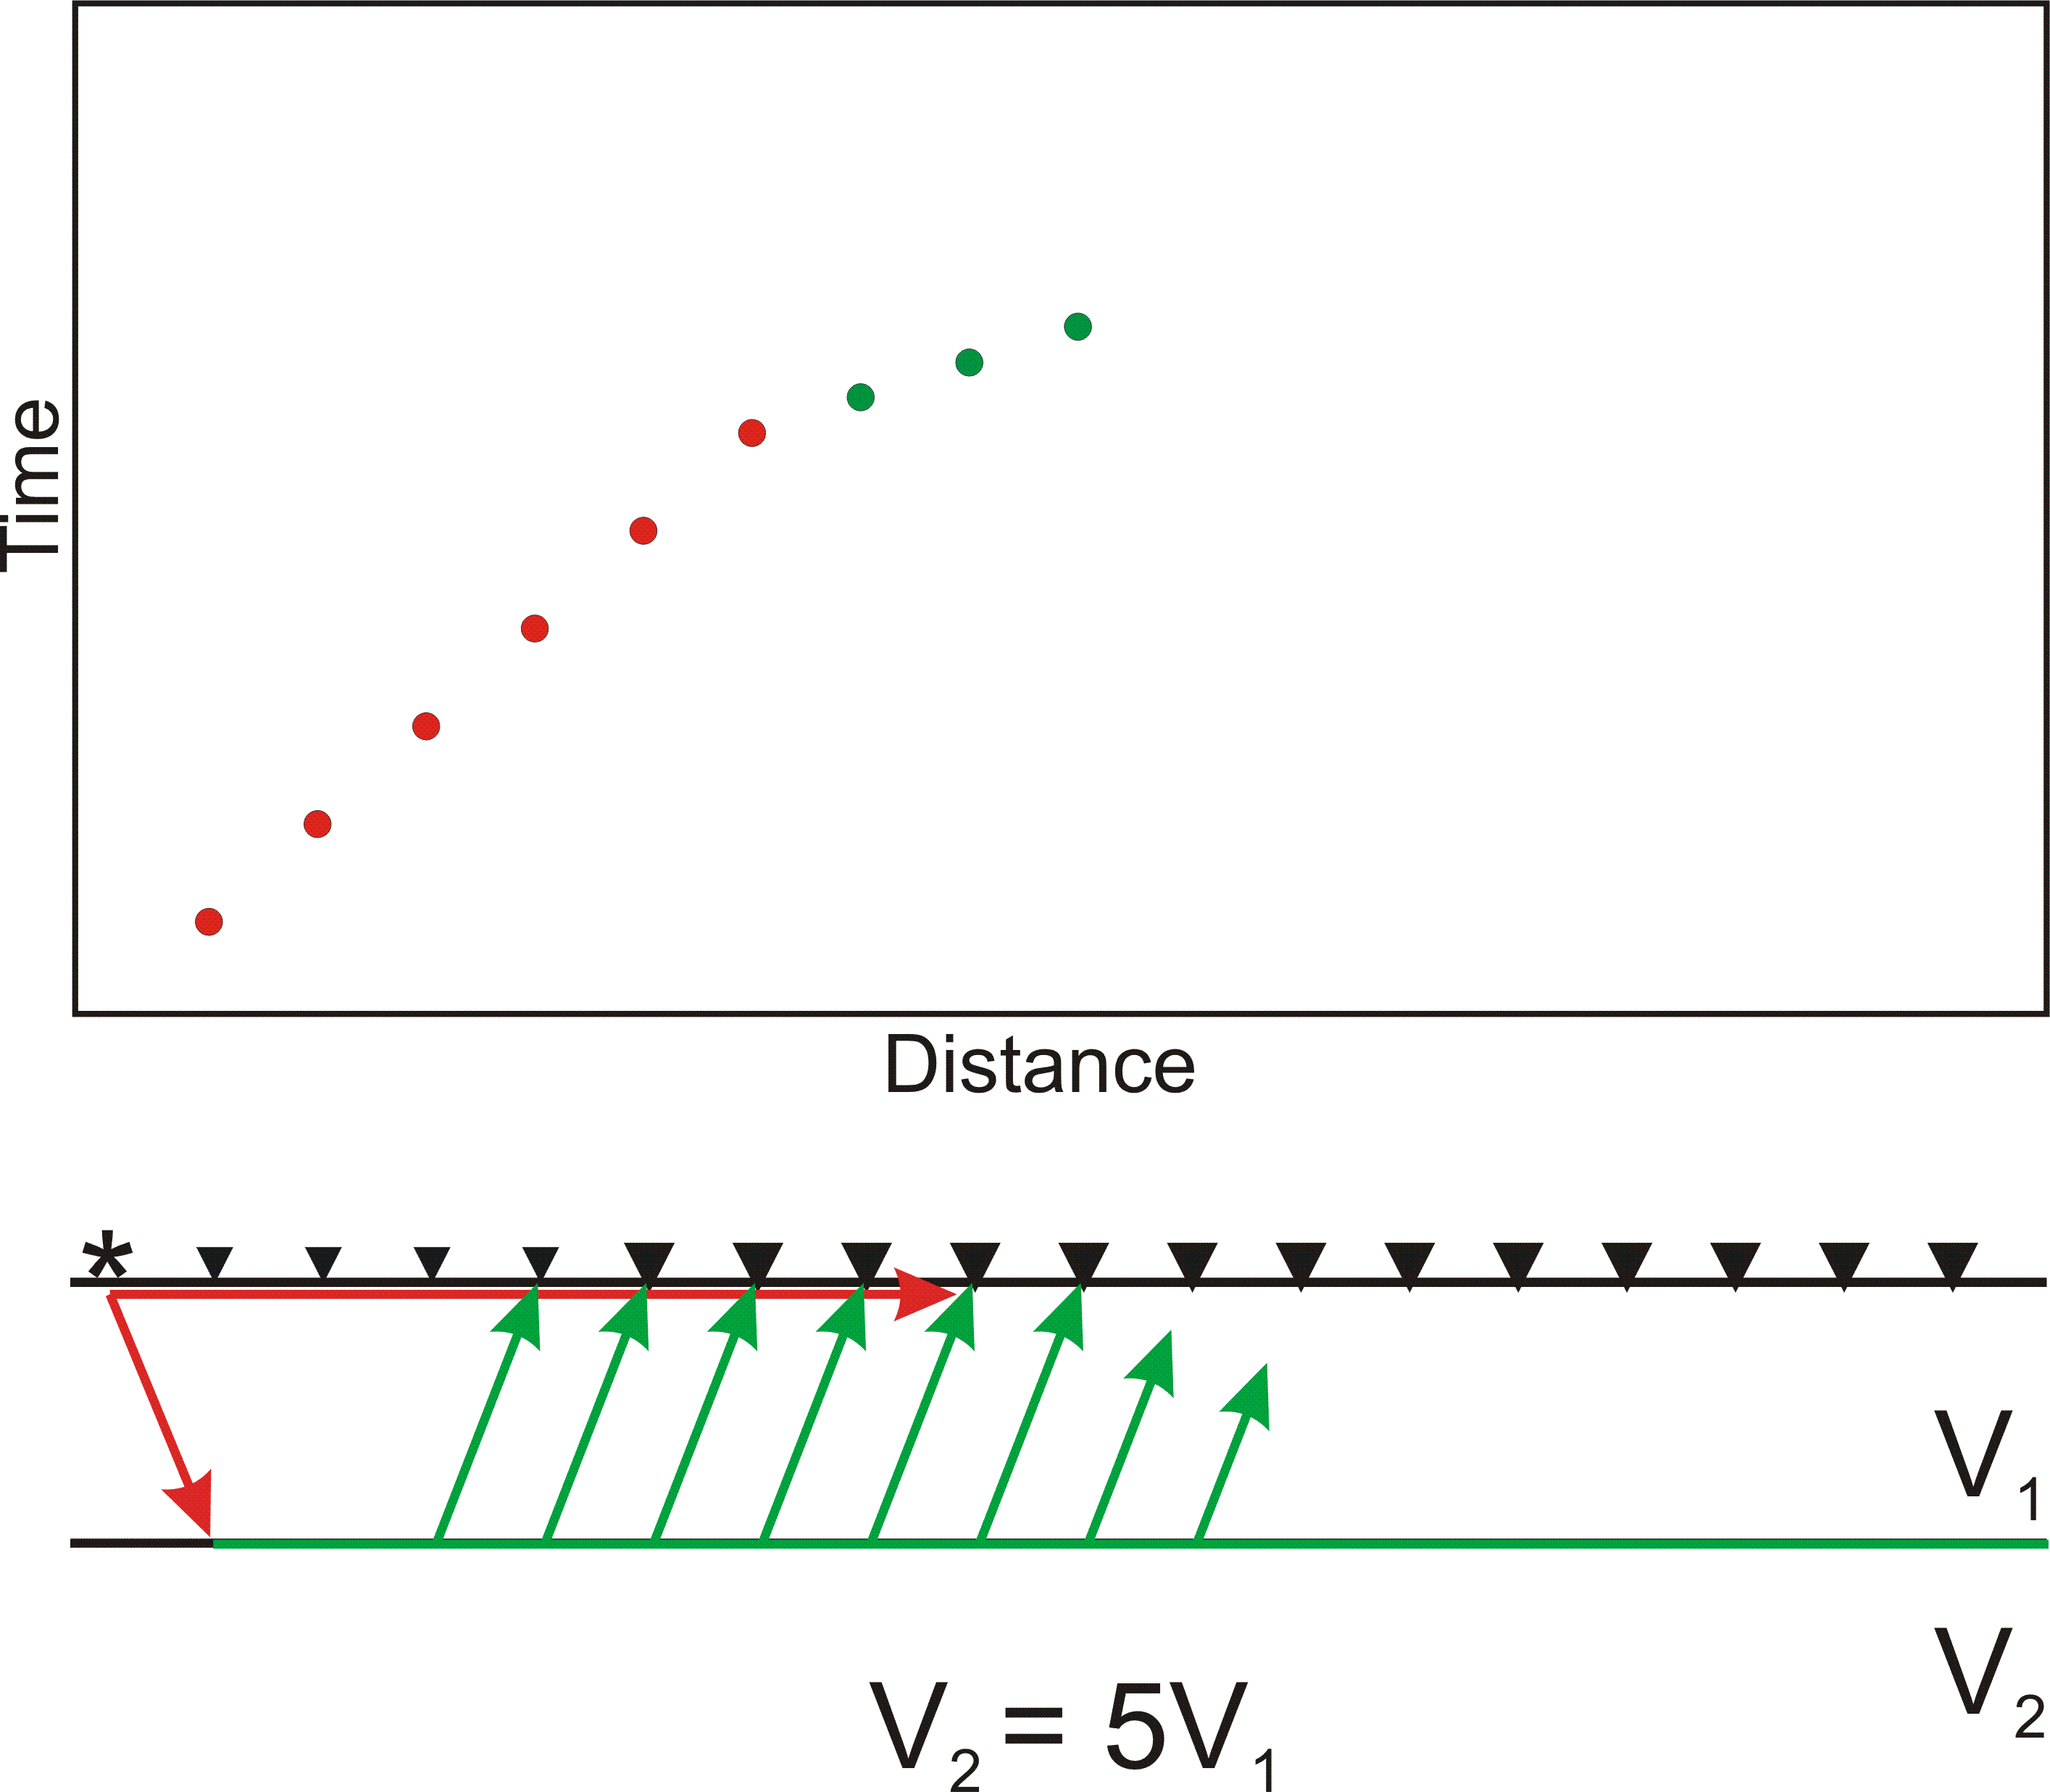 Time
Distance
*
V₁
V₂
V₂ = 5V₁